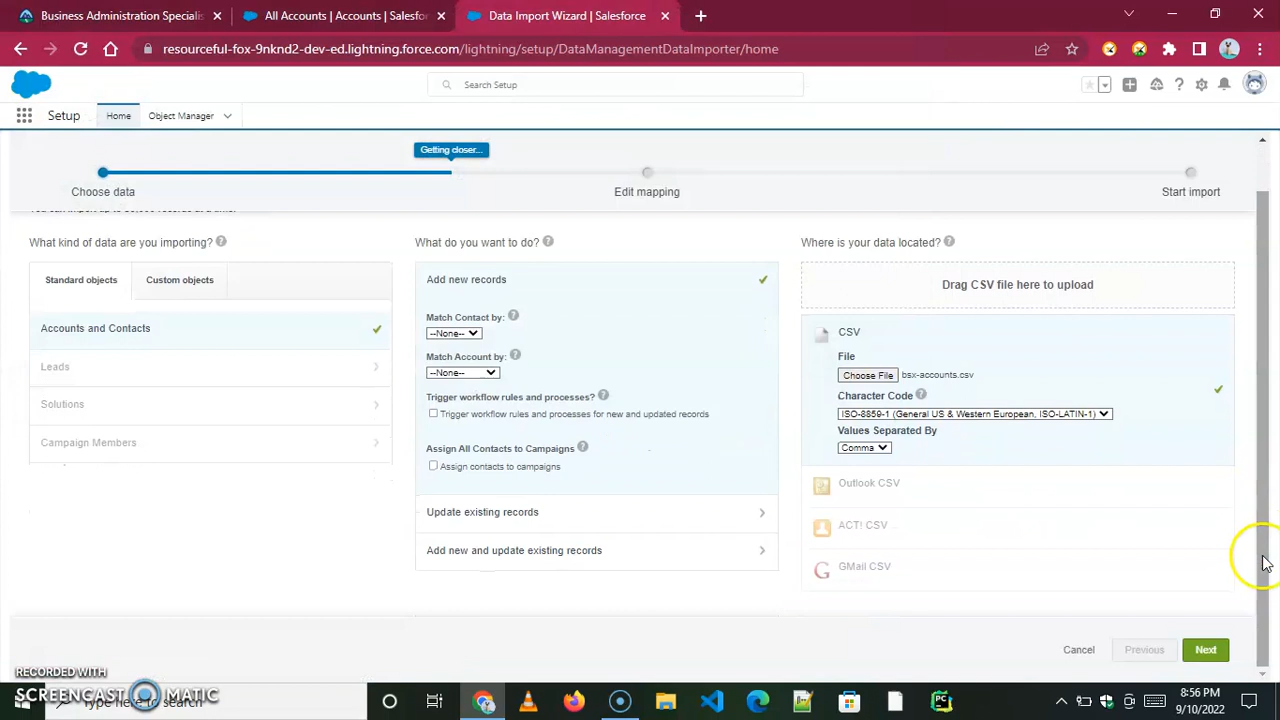 Business Administration Specialis
All Accounts | Accounts | Salesfor
Data Import Wizard | Salesforce
resourceful-fox-9nknd2-dev-ed.lightning.force.com/lightning/setup/DataManagementDataImporter/home
Search Setup
Setup
Home
Object Manager
Getting closer...
Choose data
Edit mapping
Start import
What kind of data are you importing?
What do you want to do?
Where is your data located?
Standard objects
Custom objects
Accounts and Contacts
Leads
Solutions
Campaign Members
Add new records
Match Contact by:
--None--
Match Account by:
--None--
Trigger workflow rules and processes?
Trigger workflow rules and processes for new and updated records
Assign All Contacts to Campaigns
Assign contacts to campaigns
Update existing records
Add new and update existing records
Drag CSV file here to upload
CSV
File
Choose File bsx-accounts.csv
Character Code
ISO-8859-1 (General US & Western European, ISO-LATIN-1)
Values Separated By
Comma
Outlook CSV
ACT! CSV
GMail CSV
Cancel
Previous
Next
RECORDED WITH
SCREENCAST MATIC
Type here to search
8:56 PM
9/10/2022